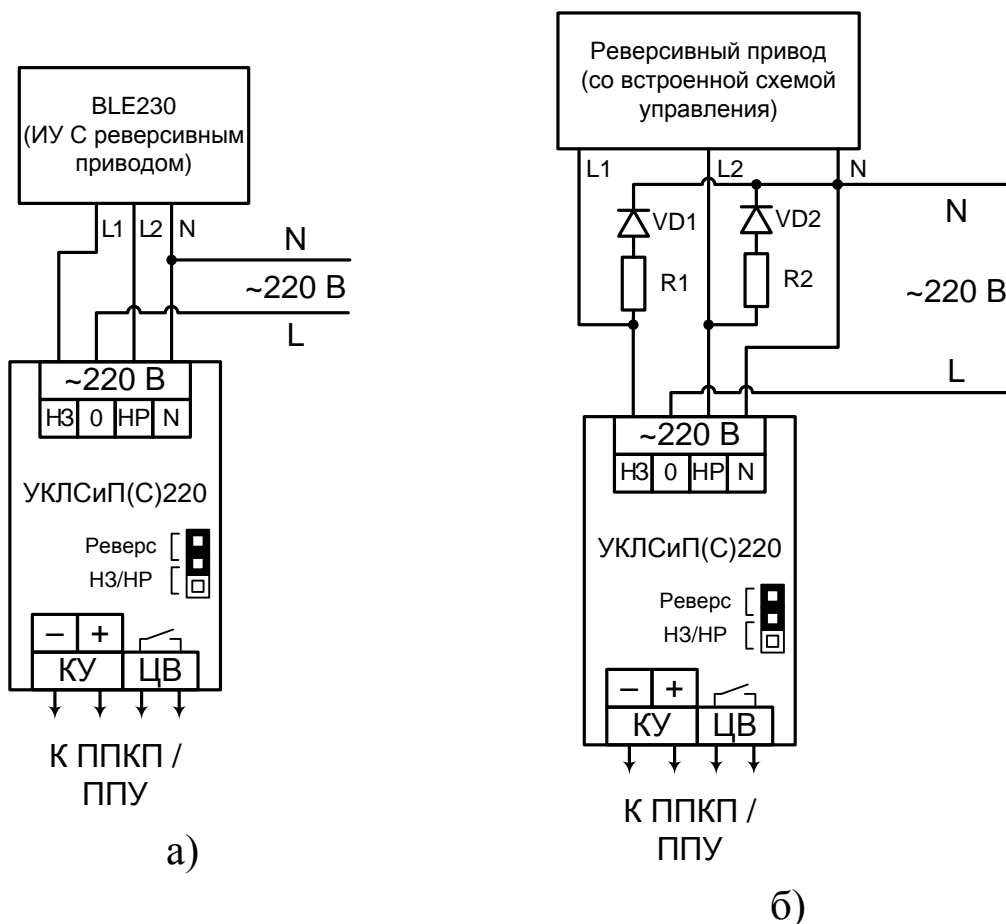 BLE230
(ИУ С реверсивным
приводом)
L1 L2 N
N
~220 В
L
~220 В
НЗ 0 НР N
УКЛСиП(С)220
Реверс
НЗ/НР
– +
КУ ЦВ
К ППКП /
ППУ
а)
Реверсивный привод
(со встроенной схемой
управления)
L1 L2 N
N
VD1 VD2
R1 R2
~220 В
L
~220 В
НЗ 0 НР N
УКЛСиП(С)220
Реверс
НЗ/НР
– +
КУ ЦВ
К ППКП /
ППУ
б)